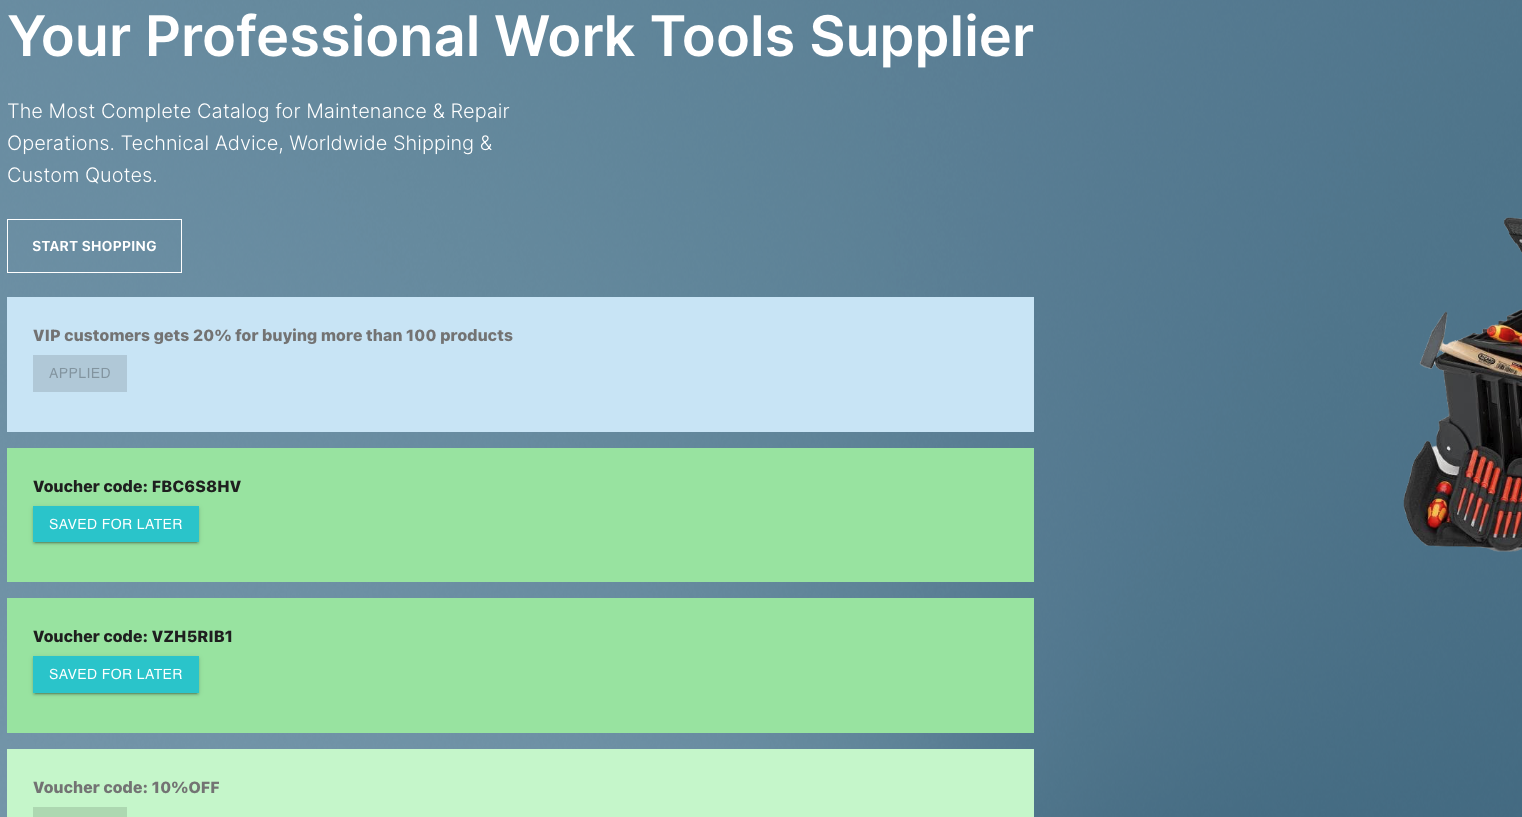 Your Professional Work Tools Supplier
The Most Complete Catalog for Maintenance & Repair
Operations. Technical Advice, Worldwide Shipping &
Custom Quotes.
START SHOPPING
VIP customers gets 20% for buying more than 100 products
APPLIED
Voucher code: FBC6S8HV
SAVED FOR LATER
Voucher code: VZH5RIB1
SAVED FOR LATER
Voucher code: 10%OFF